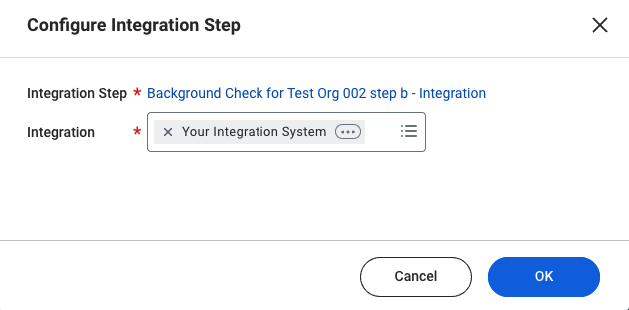 Configure Integration Step
Integration Step * Background Check for Test Org 002 step b - Integration
Integration * Your Integration System
Cancel OK